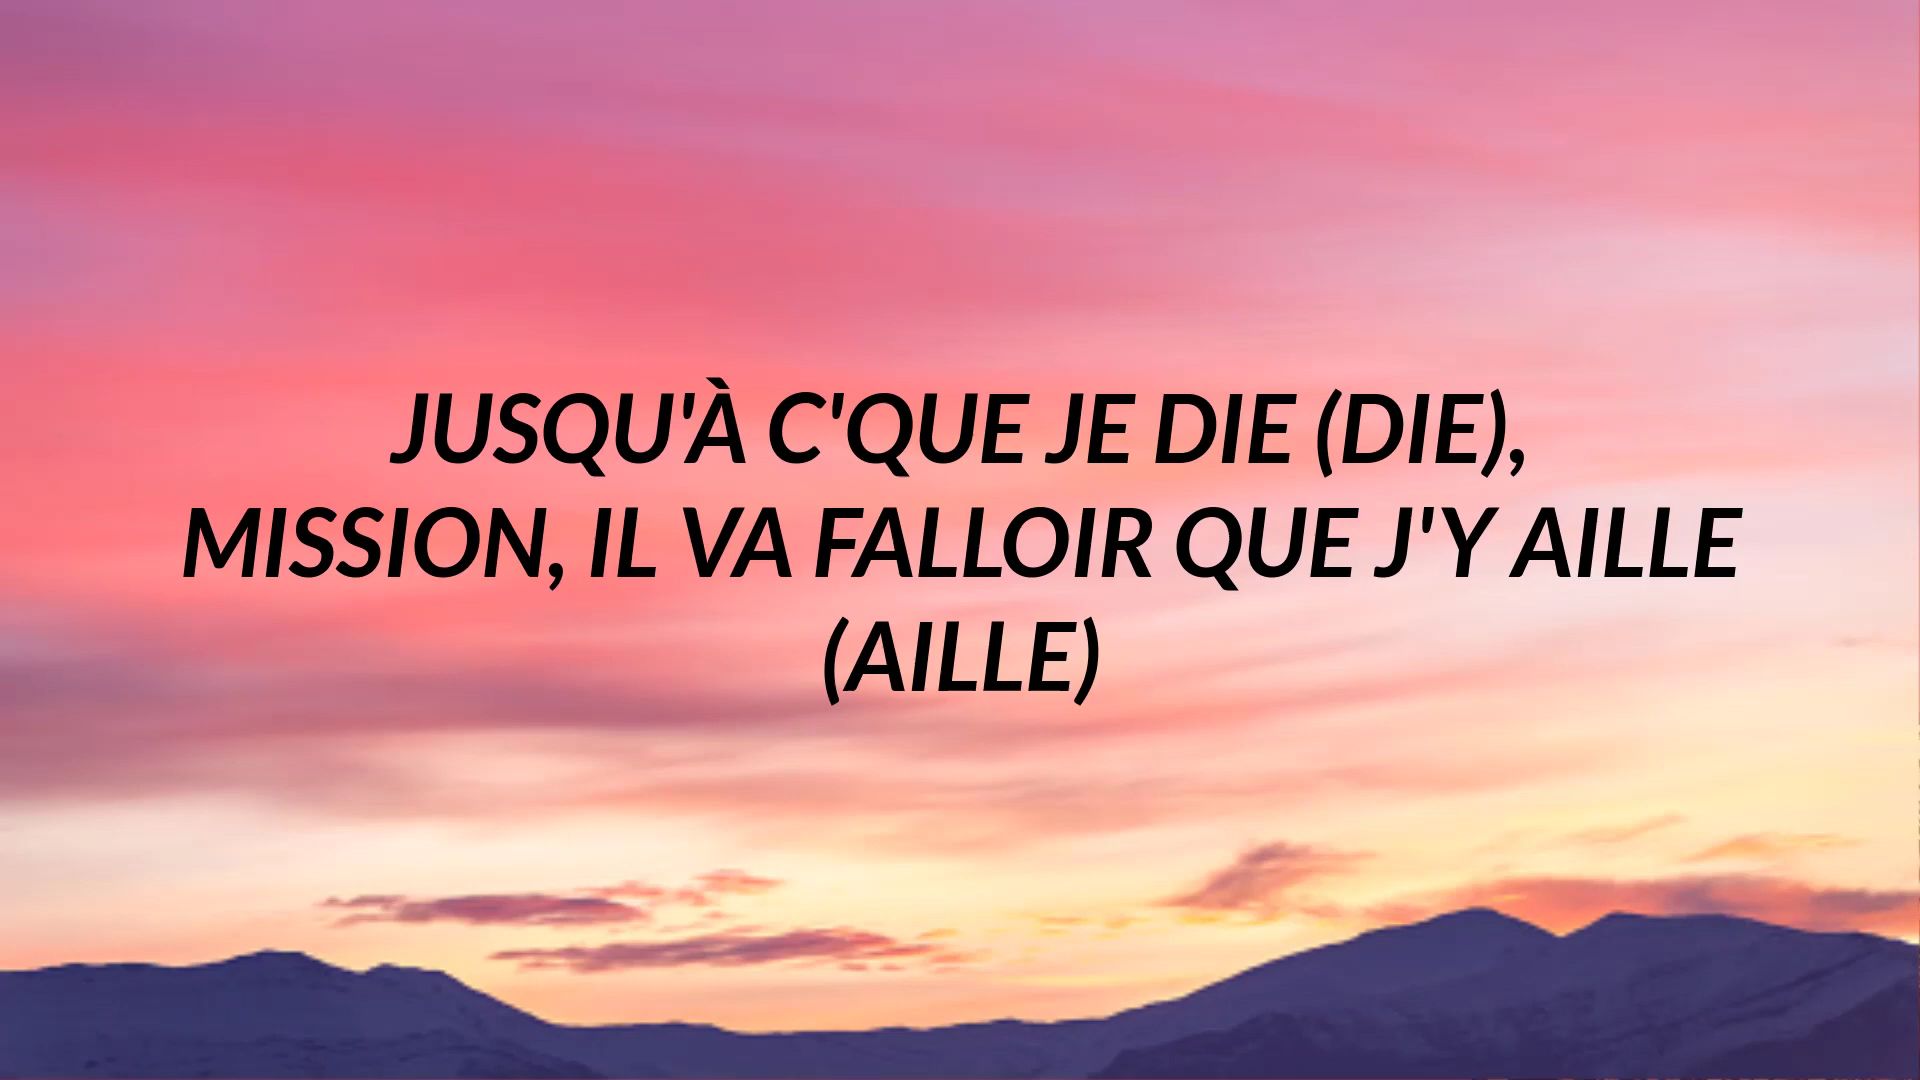 JUSQU'À C'QUE JE DIE (DIE),
MISSION, IL VA FALLOIR QUE J'Y AILLE
(AILLE)